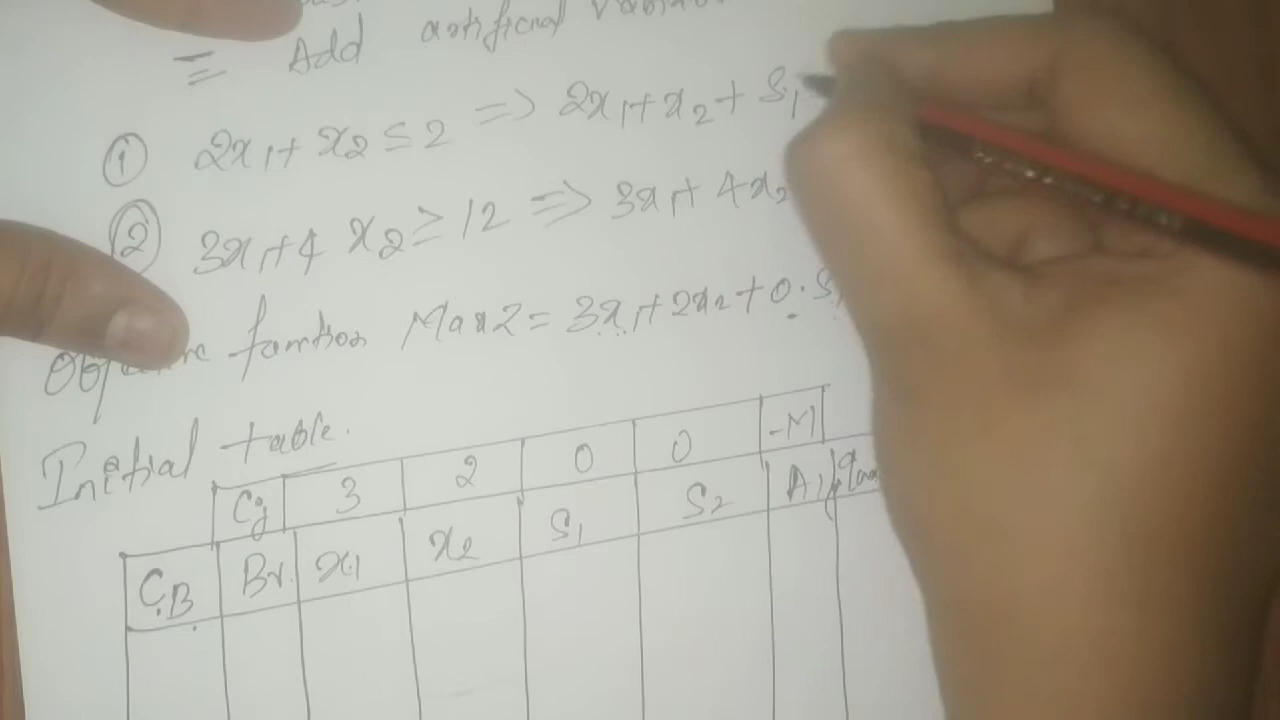 = Add artificial
① 2x₁+ x₂ ≤ 2 => 2x₁+x₂+ S₁
② 3x₁+4 x₂ ≥ 12 => 3x₁+ 4x₂
function Max Z = 3x₁+2x₂+0.S₁
Initial table.
Cj 3 2 0 0 -M
CB Bv. x₁ x₂ S₁ S₂ A₁